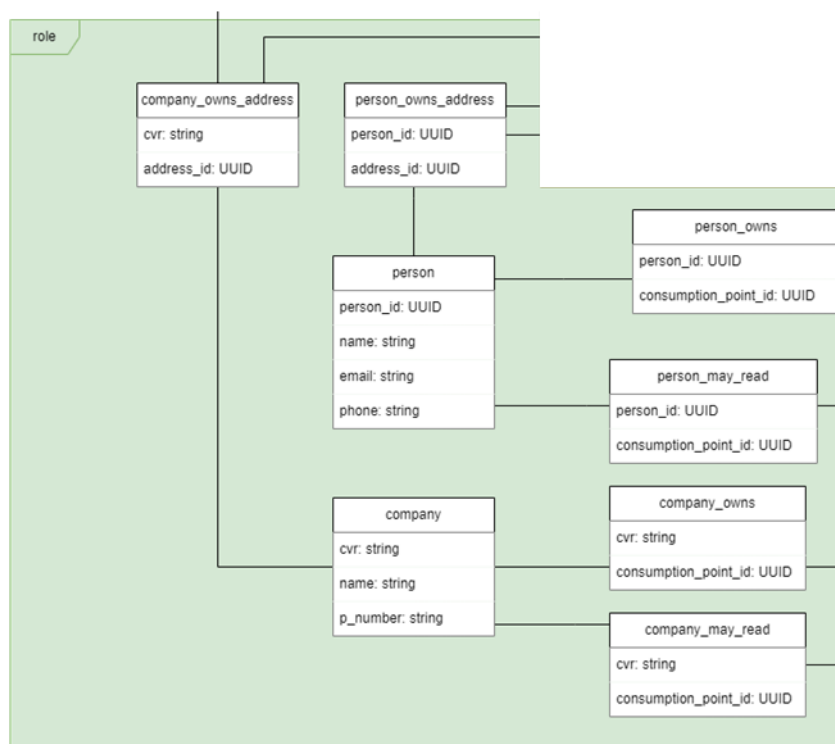 role
company_owns_address
cvr: string
address_id: UUID
person_owns_address
person_id: UUID
address_id: UUID
person
person_id: UUID
name: string
email: string
phone: string
person_owns
person_id: UUID
consumption_point_id: UUID
person_may_read
person_id: UUID
consumption_point_id: UUID
company
cvr: string
name: string
p_number: string
company_owns
cvr: string
consumption_point_id: UUID
company_may_read
cvr: string
consumption_point_id: UUID